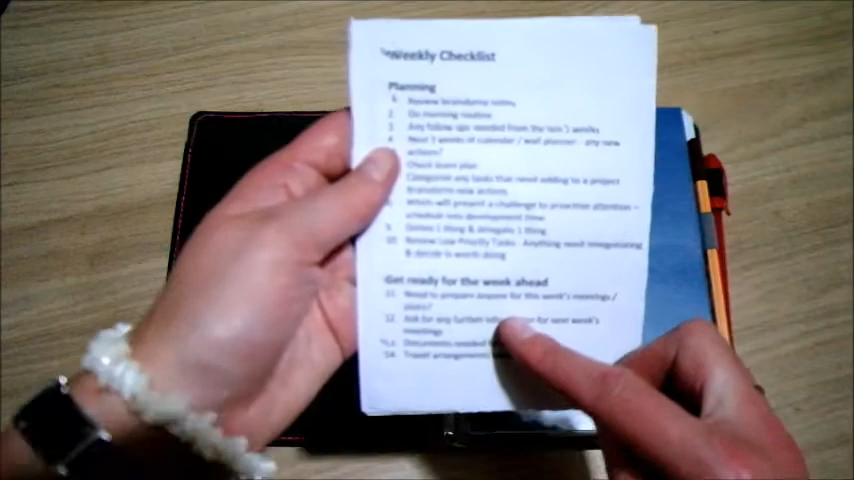 Weekly Checklist
Planning
1. Review brainstorm notes
2. Do morning routine
3. Any follow ups needed from the last 2 weeks
4. Next 3 weeks of calendar / wall planner - any new
actions?
Check team plan
Categorise any tasks that need adding to a project
Brainstorm new actions
Which will present a challenge to proactive attention –
schedule into development time
9. Delete 1 thing & delegate 1 thing
10. Review Low Priority Tasks - Anything need renegotiating
& decide is worth doing
Get ready for the week ahead
11. Need to prepare anyone for this week's meetings /
plans?
12. Ask for any further for next week's
meetings
Documents needed
14. Travel arrangements